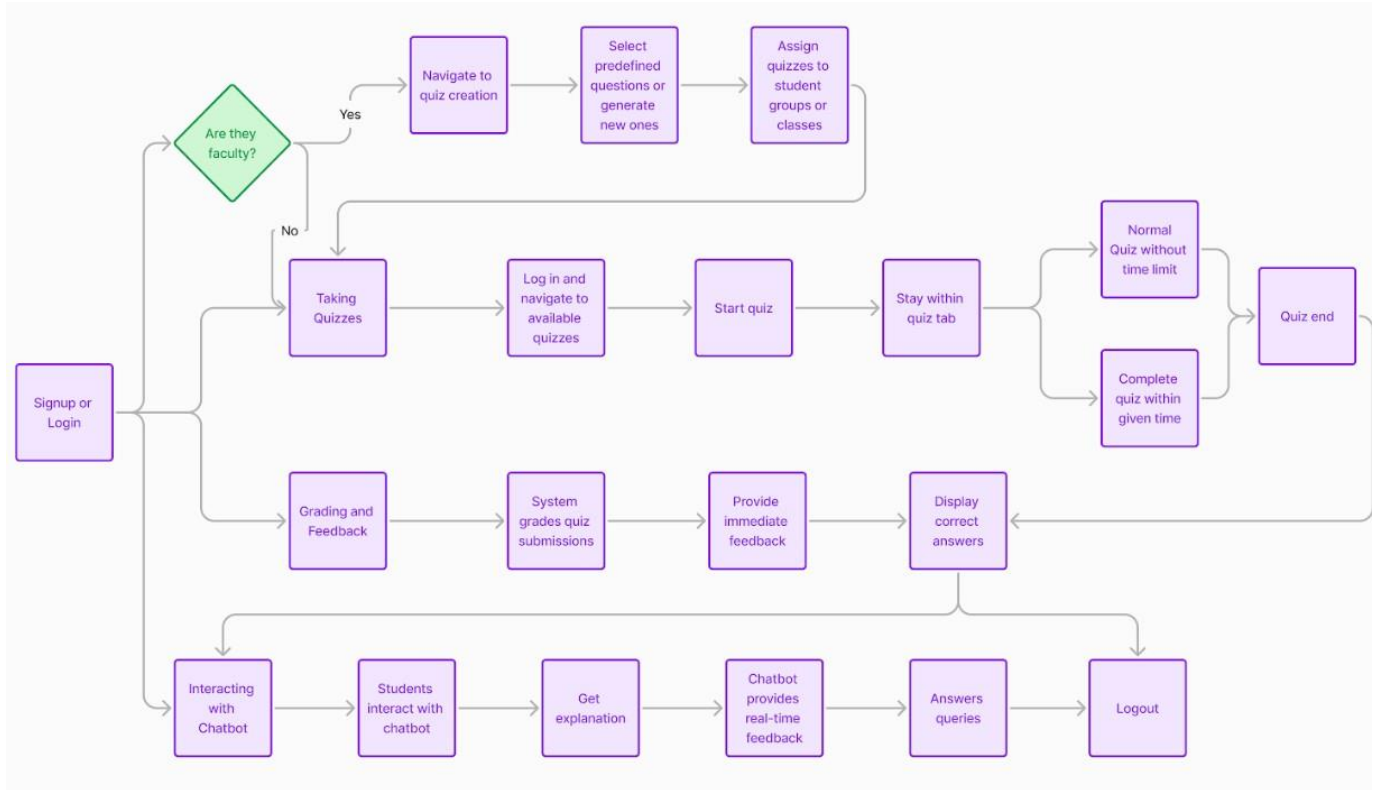 Navigate to
quiz creation
Select
predefined
questions or
generate
new ones
Assign
quizzes to
student
groups or
classes
Yes
Are they
faculty?
No
Taking
Quizzes
Log in and
navigate to
available
quizzes
Start quiz
Stay within
quiz tab
Normal
Quiz without
time limit
Complete
quiz within
given time
Quiz end
Signup or
Login
Grading and
Feedback
System
grades quiz
submissions
Provide
immediate
feedback
Display
correct
answers
Interacting
with
Chatbot
Students
interact with
chatbot
Get
explanation
Chatbot
provides
real-time
feedback
Answers
queries
Logout